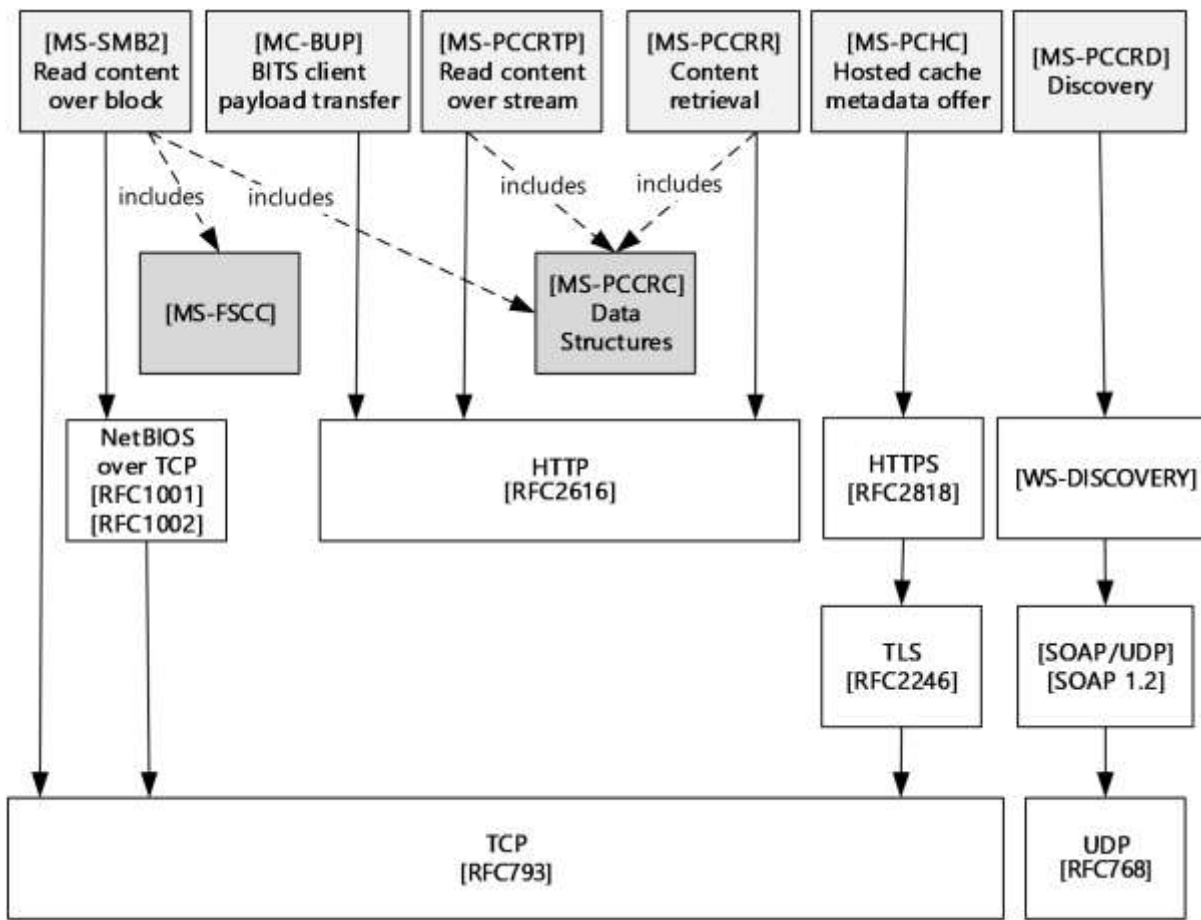 [MS-SMB2]
Read content
over block
[MC-BUP]
BITS client
payload transfer
[MS-PCCRTP]
Read content
over stream
[MS-PCCRR]
Content
retrieval
[MS-PCHC]
Hosted cache
metadata offer
[MS-PCCRD]
Discovery
includes
includes
includes
includes
[MS-FSCC]
[MS-PCCRC]
Data
Structures
NetBIOS
over TCP
[RFC1001]
[RFC1002]
HTTP
[RFC2616]
HTTPS
[RFC2818]
[WS-DISCOVERY]
TLS
[RFC2246]
[SOAP/UDP]
[SOAP 1.2]
TCP
[RFC793]
UDP
[RFC768]